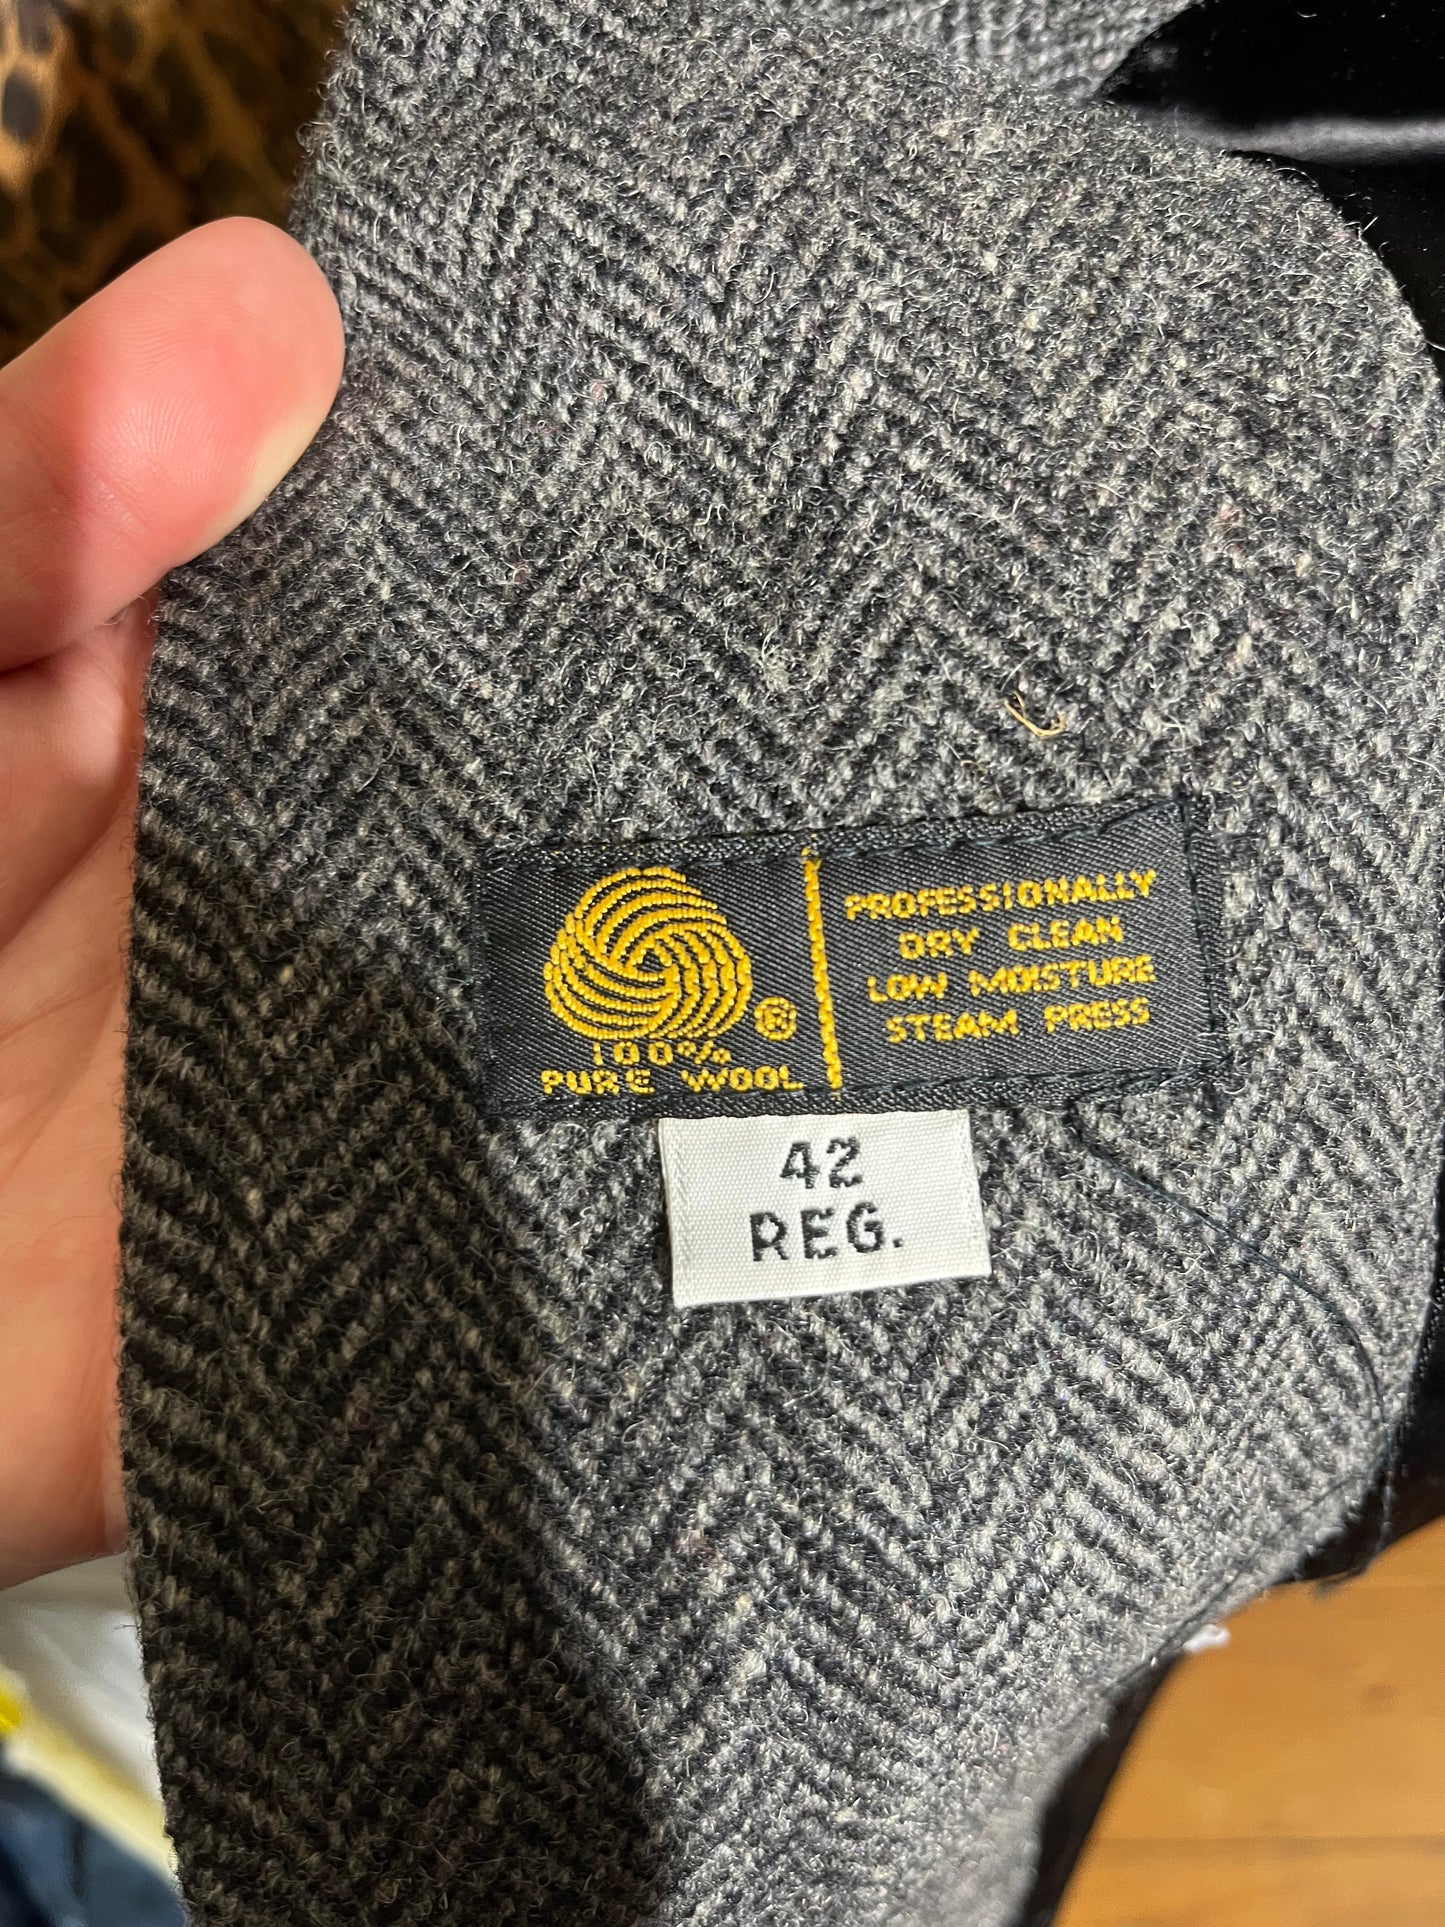 100%
PURE WOOL
®
PROFESSIONALLY
DRY CLEAN
LOW MOISTURE
STEAM PRESS
42
REG.